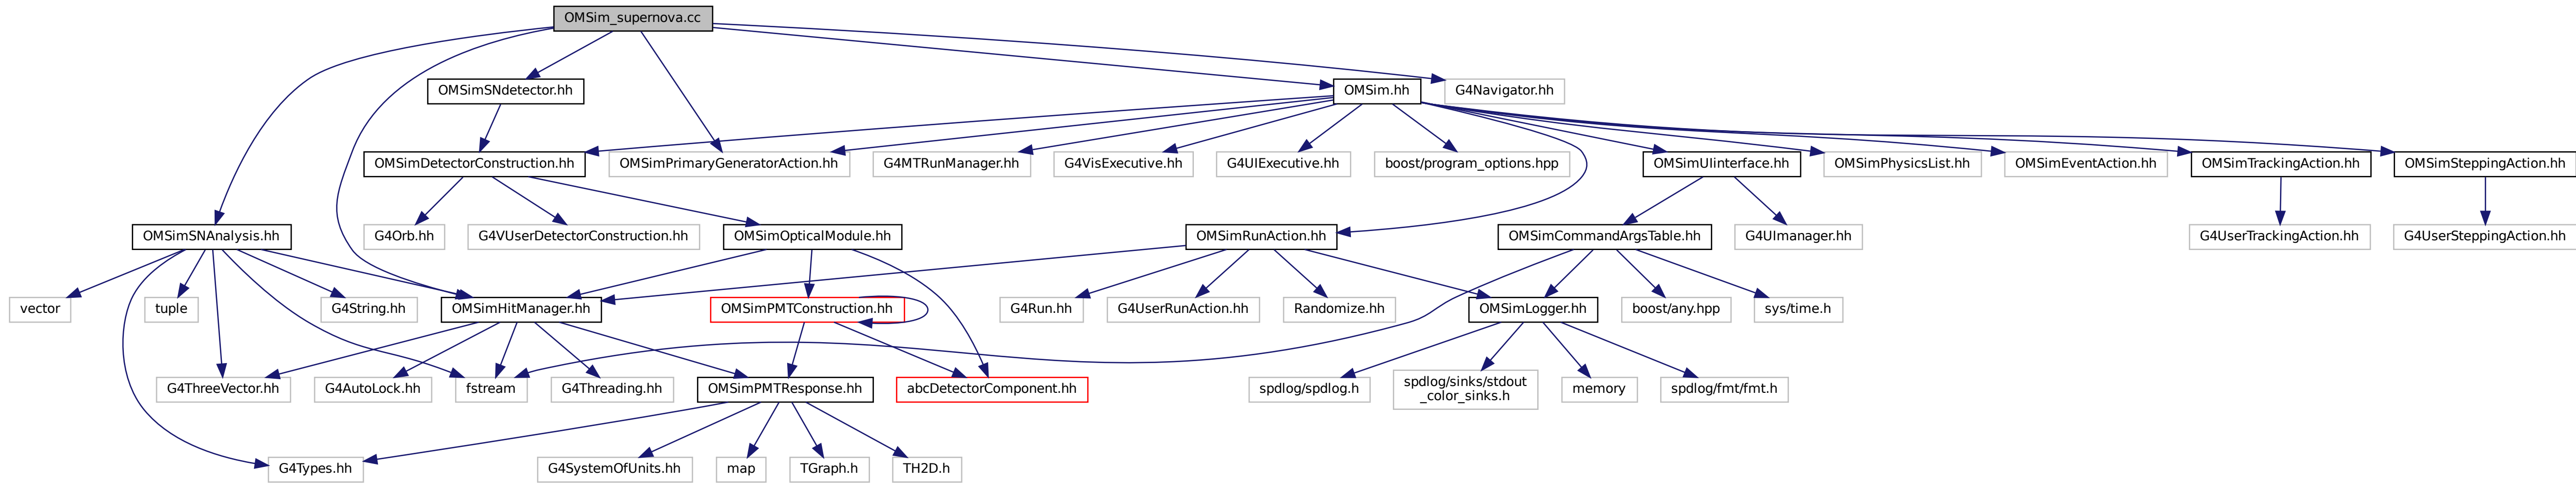 OMSim_supernova.cc
OMSimSNdetector.hh
OMSim.hh
G4Navigator.hh
OMSimDetectorConstruction.hh
OMSimPrimaryGeneratorAction.hh
G4MTRunManager.hh
G4VisExecutive.hh
G4UIExecutive.hh
boost/program_options.hpp
OMSimUIinterface.hh
OMSimPhysicsList.hh
OMSimEventAction.hh
OMSimTrackingAction.hh
OMSimSteppingAction.hh
OMSimSNAnalysis.hh
G4Orb.hh
G4VUserDetectorConstruction.hh
OMSimOpticalModule.hh
OMSimRunAction.hh
OMSimCommandArgsTable.hh
G4UImanager.hh
G4UserTrackingAction.hh
G4UserSteppingAction.hh
vector
tuple
G4String.hh
OMSimHitManager.hh
OMSimPMTConstruction.hh
G4Run.hh
G4UserRunAction.hh
Randomize.hh
OMSimLogger.hh
boost/any.hpp
sys/time.h
G4ThreeVector.hh
G4AutoLock.hh
fstream
G4Threading.hh
OMSimPMTResponse.hh
abcDetectorComponent.hh
spdlog/spdlog.h
spdlog/sinks/stdout
_color_sinks.h
memory
spdlog/fmt/fmt.h
G4Types.hh
G4SystemOfUnits.hh
map
TGraph.h
TH2D.h